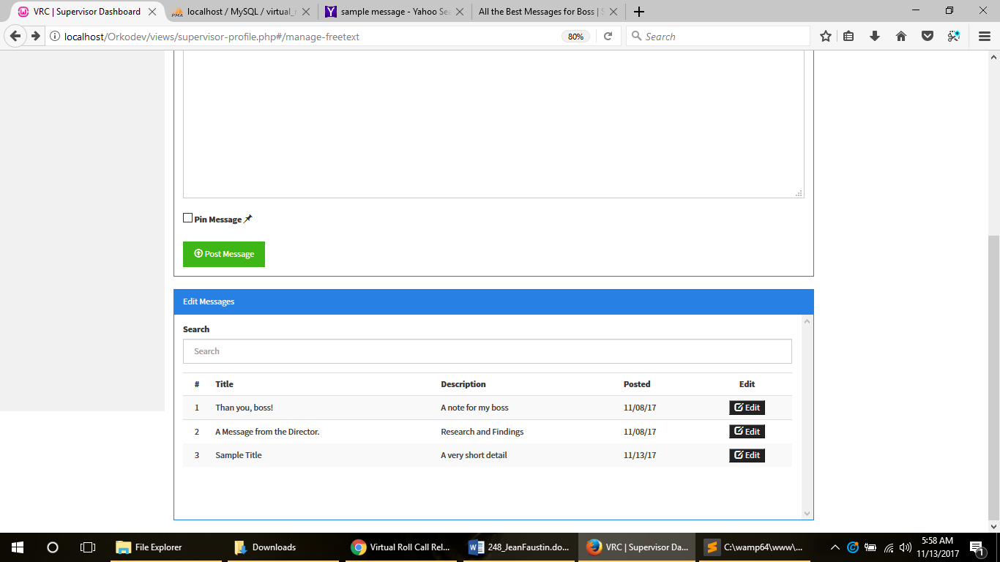 VRC | Supervisor Dashboard
localhost / MySQL / virtual_
sample message - Yahoo Se
All the Best Messages for Boss | S
localhost/Orkodev/views/supervisor-profile.php#/manage-freetext
80%
Search
Pin Message
Post Message
Edit Messages
Search
Search
# Title Description Posted Edit
1 Than you, boss! A note for my boss 11/08/17 Edit
2 A Message from the Director. Research and Findings 11/08/17 Edit
3 Sample Title A very short detail 11/13/17 Edit
File Explorer
Downloads
Virtual Roll Call Rel...
248_JeanFaustin.do...
VRC | Supervisor Da...
C:\wamp64\www\...
5:58 AM
11/13/2017
1